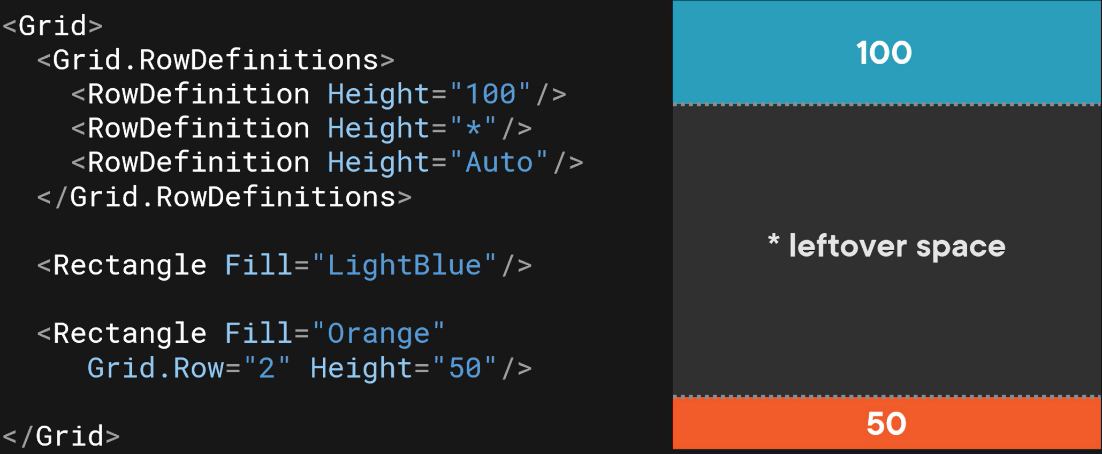 <Grid>
<Grid.RowDefinitions>
<RowDefinition Height="100"/>
<RowDefinition Height="*"/>
<RowDefinition Height="Auto"/>
</Grid.RowDefinitions>
<Rectangle Fill="LightBlue"/>
<Rectangle Fill="Orange"
Grid.Row="2" Height="50"/>
</Grid>
100
* leftover space
50